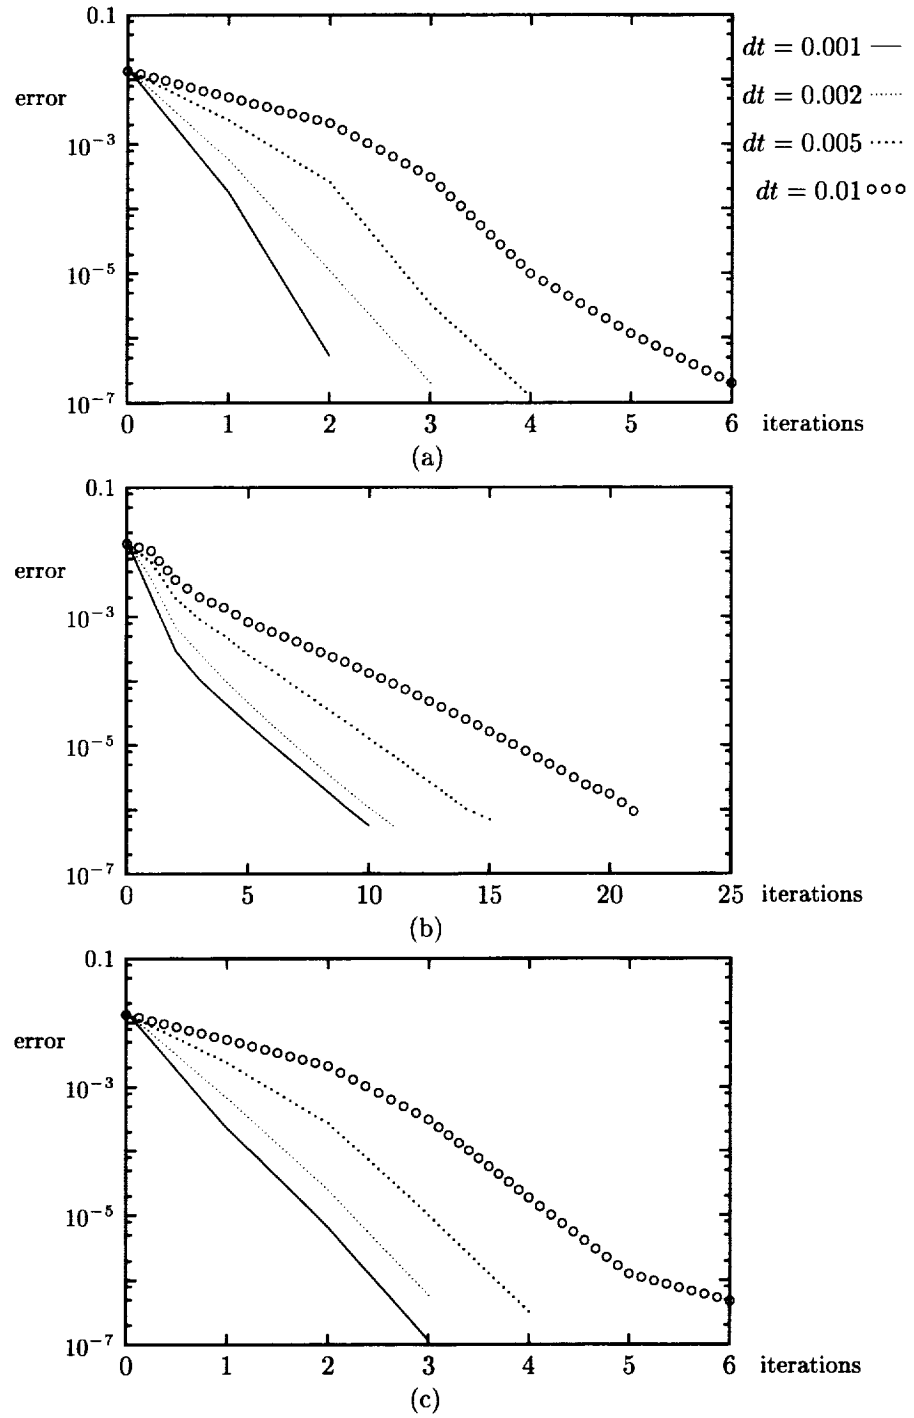 0.1
dt = 0.001
error
dt = 0.002
10−3
dt = 0.005
dt = 0.01
10−5
10−7
0 1 2 3 4 5 6 iterations
(a)
0.1
error
10−3
10−5
10−7
0 5 10 15 20 25 iterations
(b)
0.1
error
10−3
10−5
10−7
0 1 2 3 4 5 6 iterations
(c)